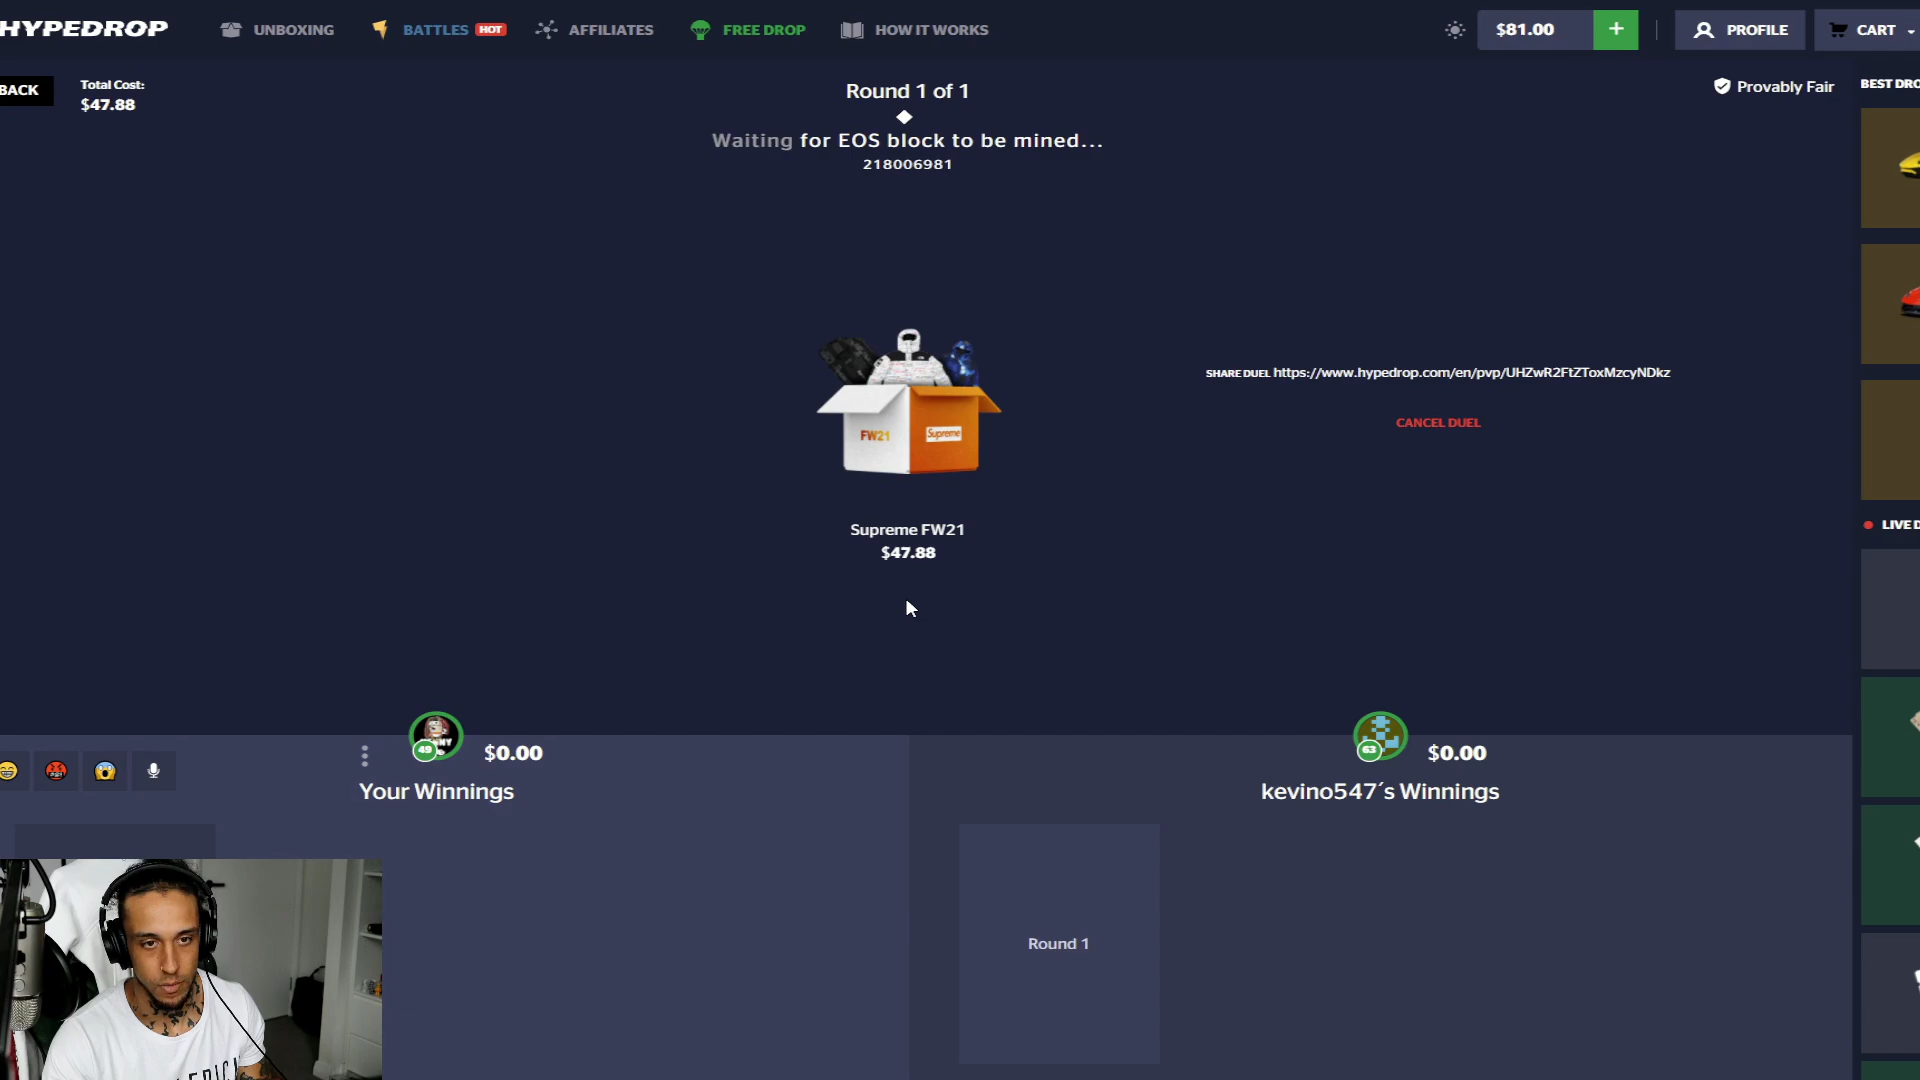 HYPEDROP
UNBOXING
BATTLES HOT
AFFILIATES
FREE DROP
HOW IT WORKS
$81.00 +
PROFILE
CART
BACK
Total Cost:
$47.88
Round 1 of 1
Waiting for EOS block to be mined...
218006981
Provably Fair
BEST DRO
FW21
Supreme
SHARE DUEL https://www.hypedrop.com/en/pvp/UHZwR2FtZToxMzcyNDkz
CANCEL DUEL
Supreme FW21
$47.88
LIVE D
49
$0.00
Your Winnings
63
$0.00
kevino547´s Winnings
Round 1